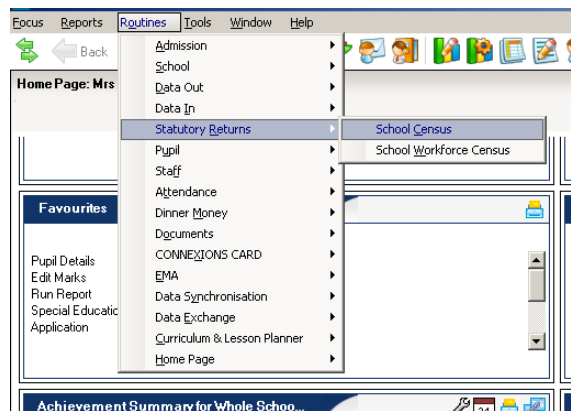 Focus Reports Routines Tools Window Help
Back
Home Page: Mrs
Admission
School
Data Out
Data In
Statutory Returns
School Census
School Workforce Census
Pupil
Staff
Attendance
Dinner Money
Documents
CONNEXIONS CARD
EMA
Data Synchronisation
Data Exchange
Curriculum & Lesson Planner
Home Page
Favourites
Pupil Details
Edit Marks
Run Report
Special Educatio
Application
Achievement Summary for Whole Schoo...
24